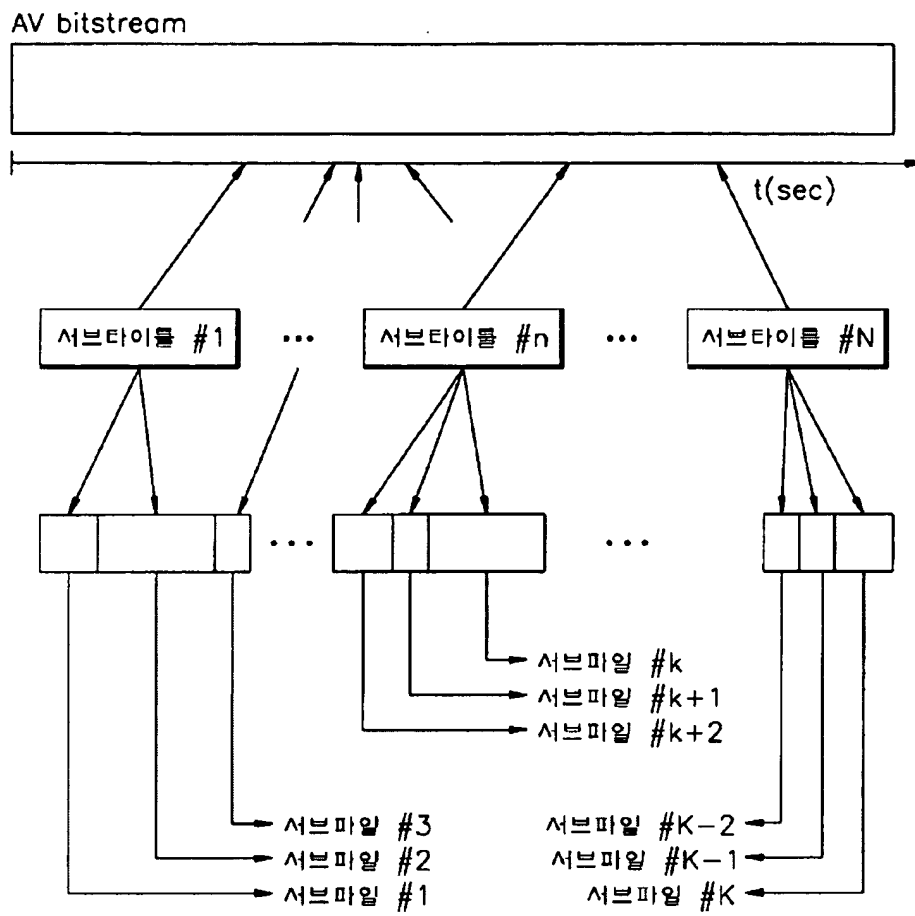 AV bitstream
t(sec)
서브타이틀 #1 ... 서브타이틀 #n ... 서브타이틀 #N
... ...
서브파일 #k
서브파일 #k+1
서브파일 #k+2
서브파일 #3
서브파일 #2
서브파일 #1
서브파일 #K-2
서브파일 #K-1
서브파일 #K